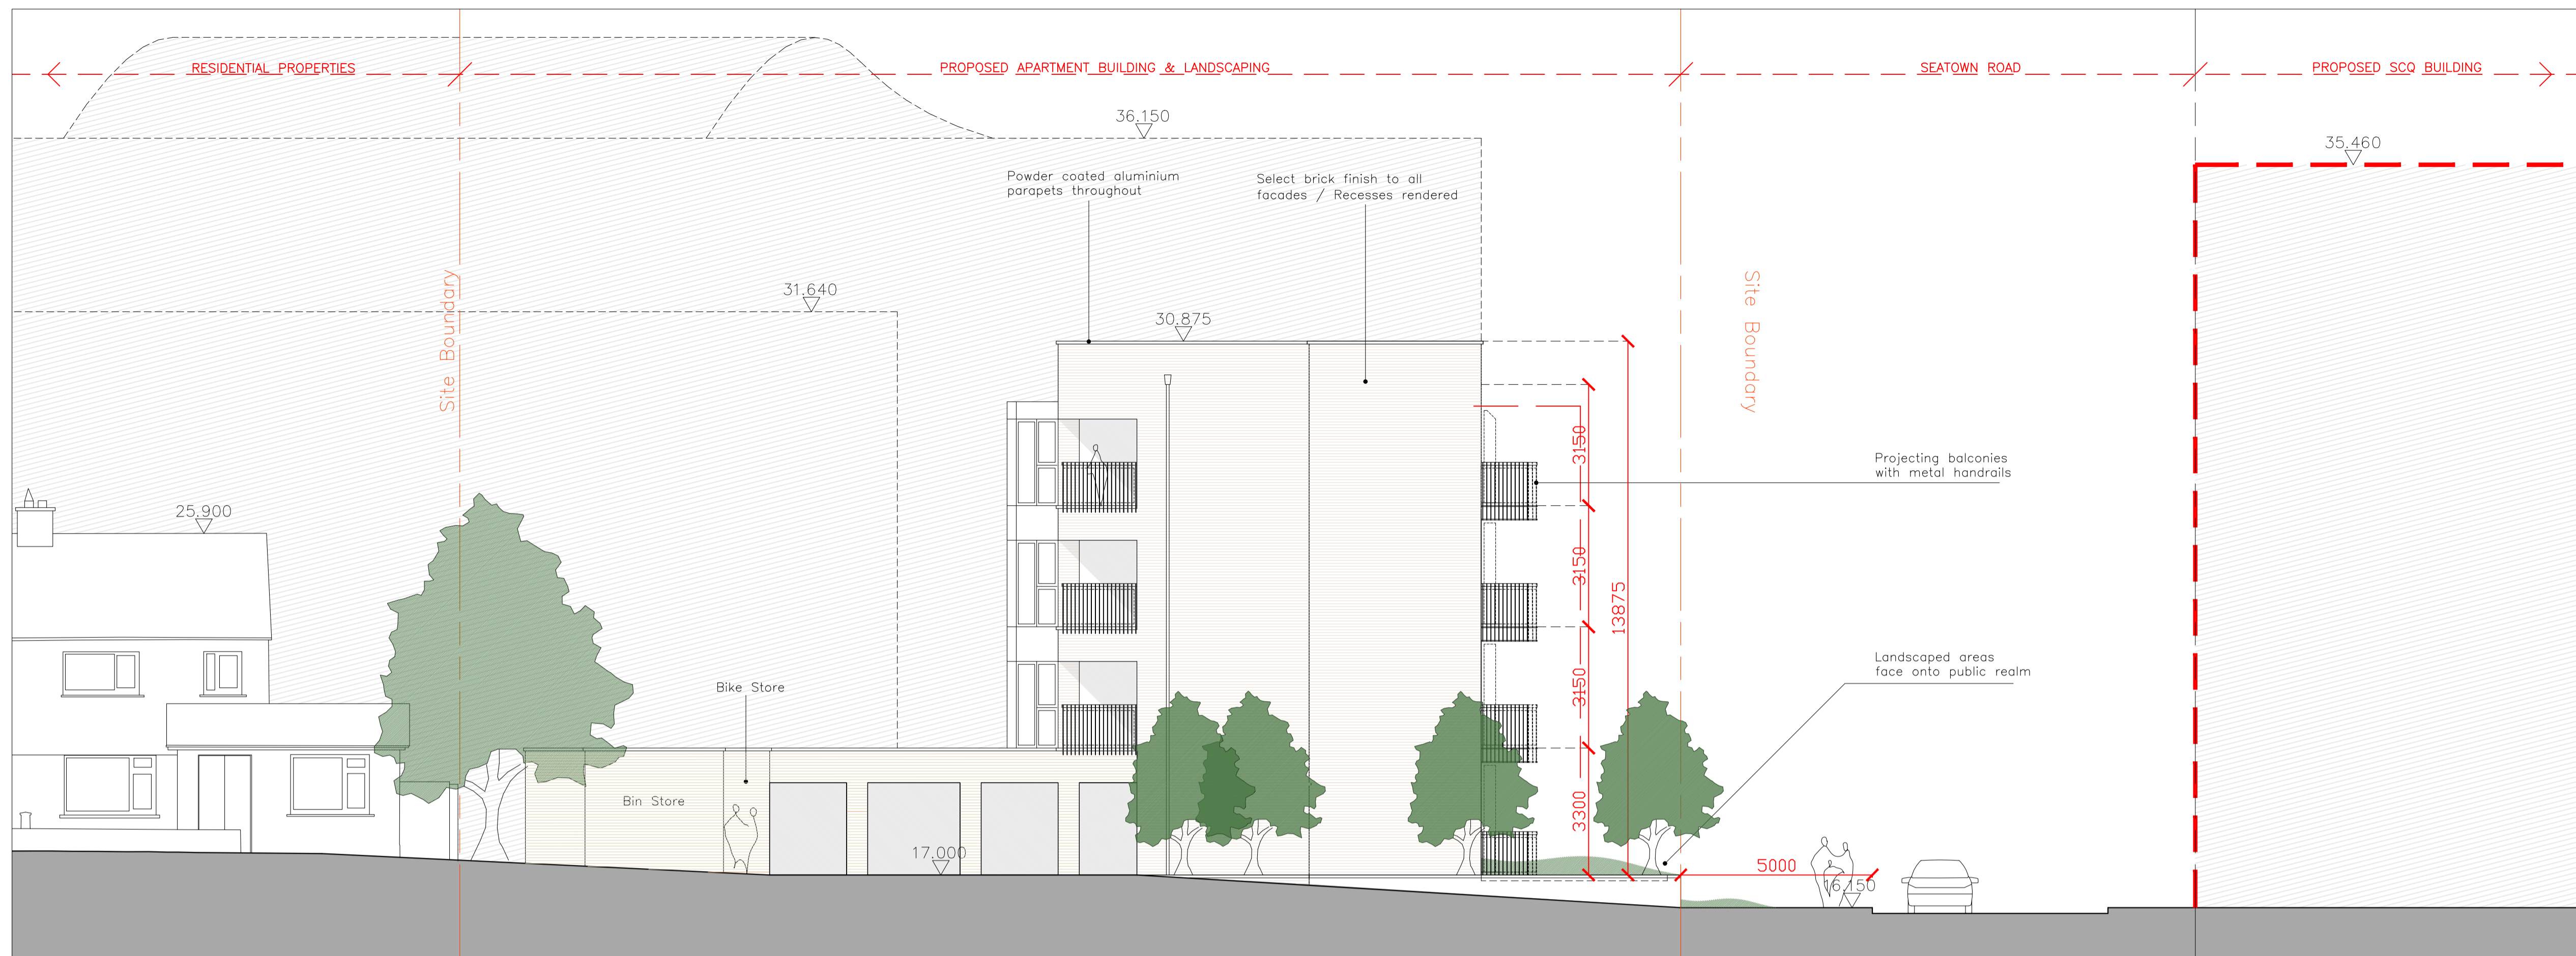 RESIDENTIAL PROPERTIES
PROPOSED APARTMENT BUILDING & LANDSCAPING
SEATOWN ROAD
PROPOSED SCQ BUILDING
36.150
35.460
Powder coated aluminium
parapets throughout
Select brick finish to all
facades / Recesses rendered
31.640
30.875
Site Boundary
Site Boundary
25.900
3150
3150
3150
3300
13875
Projecting balconies
with metal handrails
Landscaped areas
face onto public realm
Bike Store
Bin Store
17.000
5000
16.150